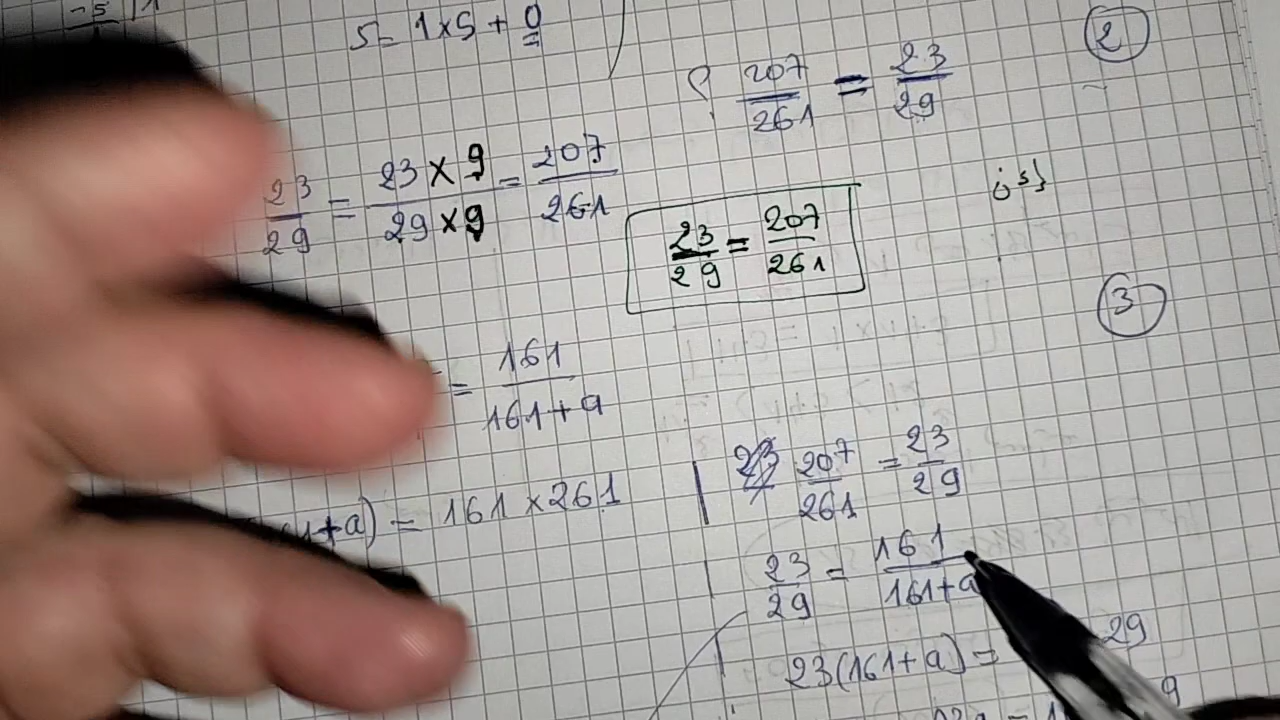 5 = 1 × 5 + 0
2
? 207/261 = 23/29
23/29 = 23 × 9/29 × 9 = 207/261
23/29 = 207/261
3
= 161/161 + a
207/261 = 23/29
+ a) = 161 × 261
23/29 = 161/161 + a
23(161 + a) = 29